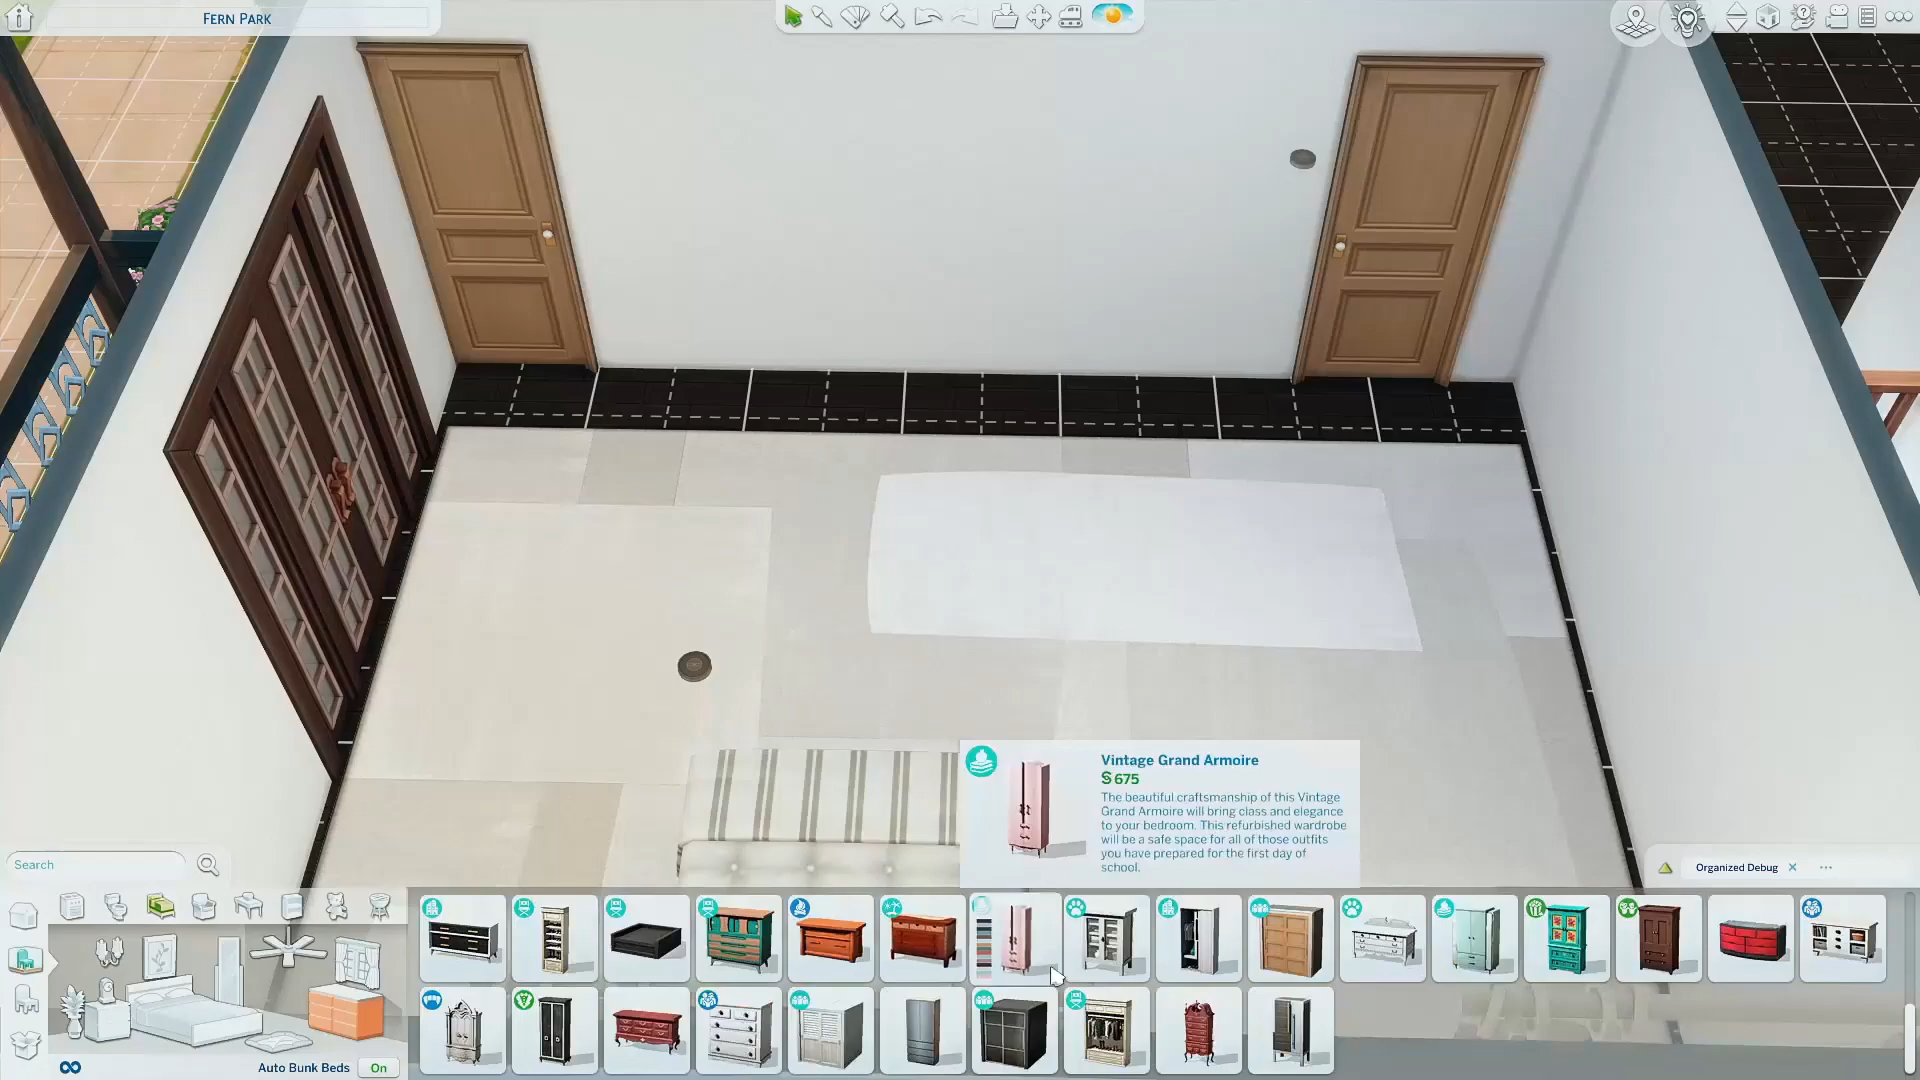 FERN PARK
Vintage Grand Armoire
§675
The beautiful craftsmanship of this Vintage
Grand Armoire will bring class and elegance
to your bedroom. This refurbished wardrobe
will be a safe space for all of those outfits
you have prepared for the first day of
school.
Search
Organized Debug
Auto Bunk Beds On